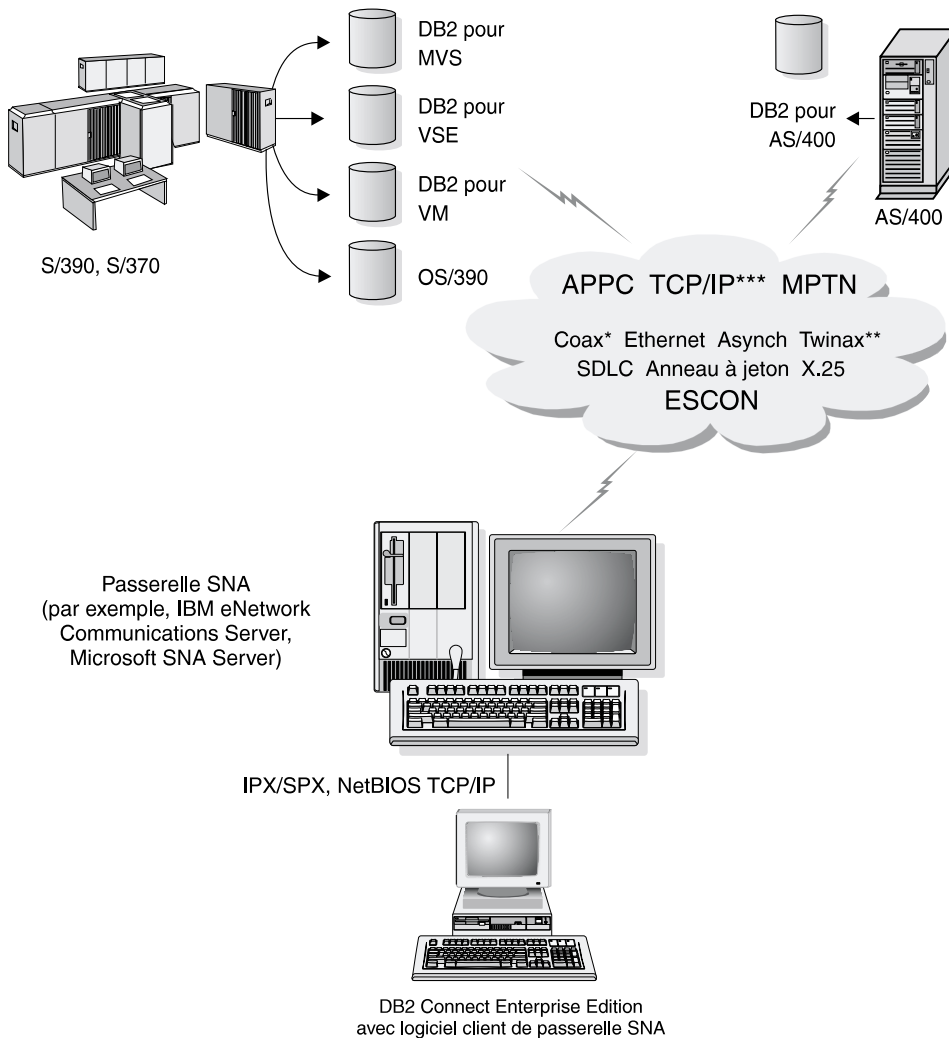 DB2 pour
MVS
DB2 pour
VSE
DB2 pour
VM
OS/390
S/390, S/370
DB2 pour
AS/400
AS/400
APPC TCP/IP*** MPTN
Coax* Ethernet Asynch Twinax**
SDLC Anneau à jeton X.25
ESCON
Passerelle SNA
(par exemple, IBM eNetwork
Communications Server,
Microsoft SNA Server)
IPX/SPX, NetBIOS TCP/IP
DB2 Connect Enterprise Edition
avec logiciel client de passerelle SNA